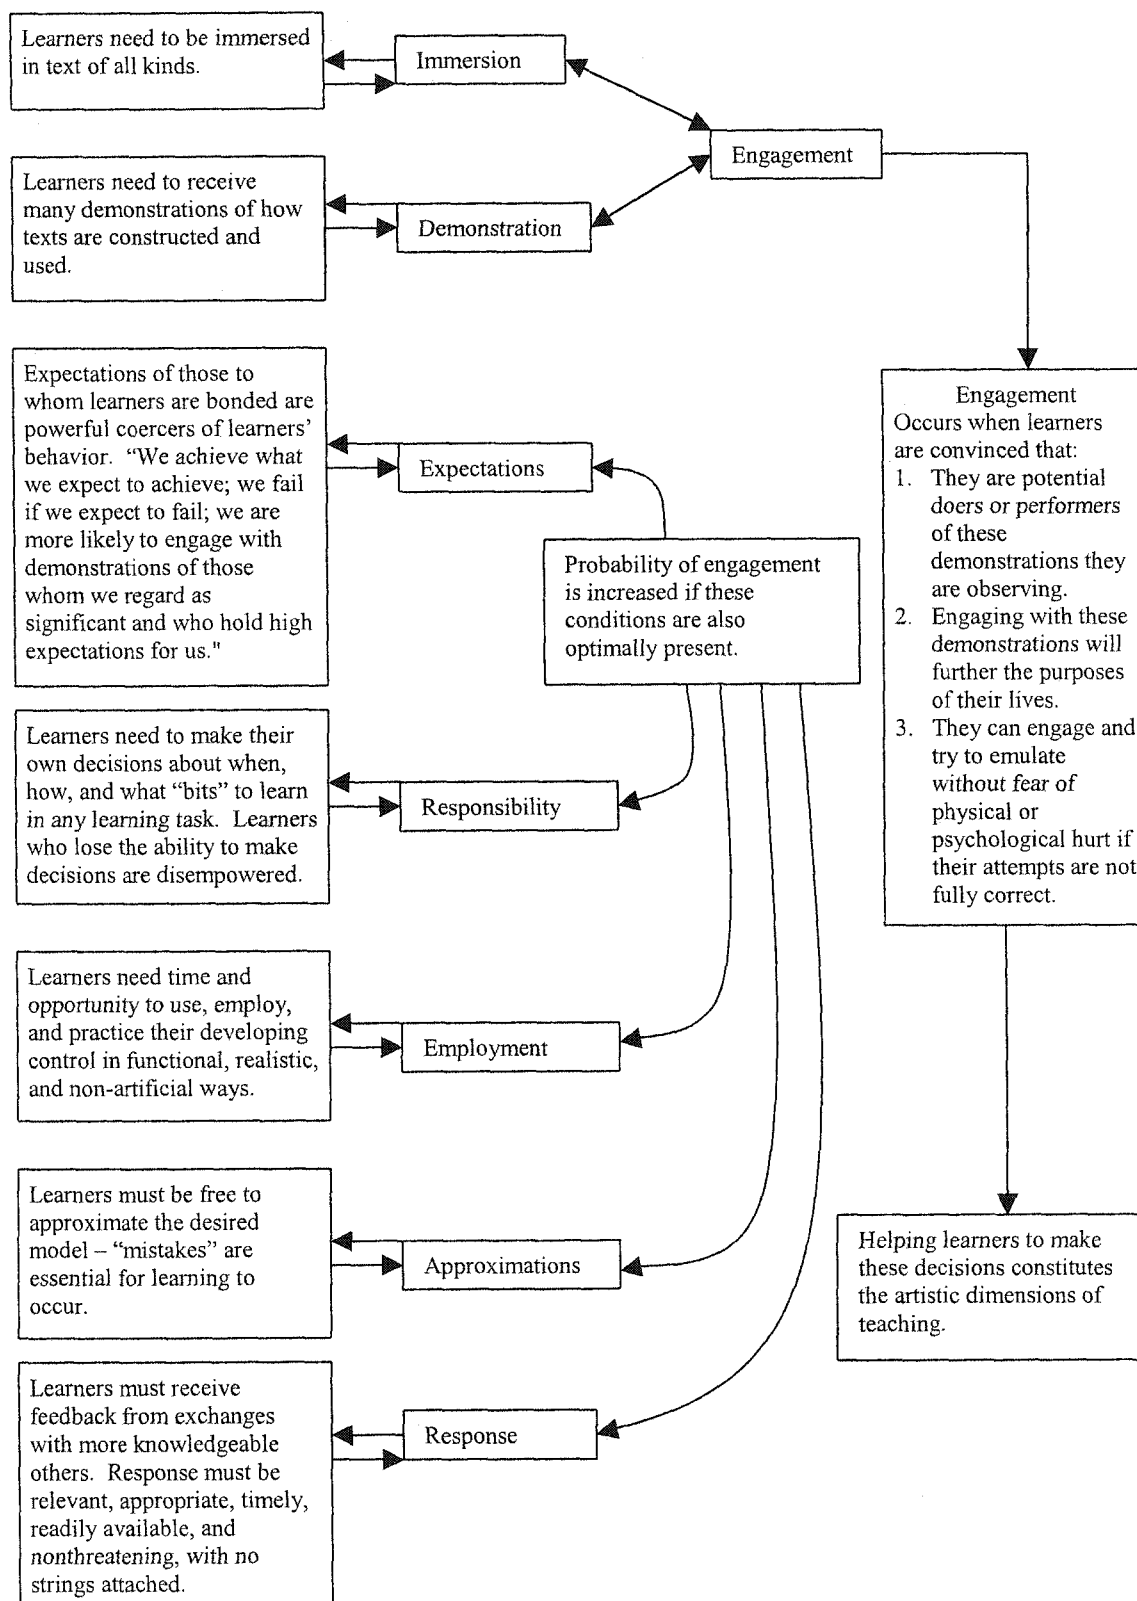 Learners need to be immersed
in text of all kinds.
Immersion
Engagement
Learners need to receive
many demonstrations of how
texts are constructed and
used.
Demonstration
Expectations of those to
whom learners are bonded are
powerful coercers of learners’
behavior. “We achieve what
we expect to achieve; we fail
if we expect to fail; we are
more likely to engage with
demonstrations of those
whom we regard as
significant and who hold high
expectations for us."
Expectations
Probability of engagement
is increased if these
conditions are also
optimally present.
Engagement
Occurs when learners
are convinced that:
1. They are potential
doers or performers
of these
demonstrations they
are observing.
2. Engaging with these
demonstrations will
further the purposes
of their lives.
3. They can engage and
try to emulate
without fear of
physical or
psychological hurt if
their attempts are not
fully correct.
Learners need to make their
own decisions about when,
how, and what “bits” to learn
in any learning task. Learners
who lose the ability to make
decisions are disempowered.
Responsibility
Learners need time and
opportunity to use, employ,
and practice their developing
control in functional, realistic,
and non-artificial ways.
Employment
Learners must be free to
approximate the desired
model – “mistakes” are
essential for learning to
occur.
Approximations
Helping learners to make
these decisions constitutes
the artistic dimensions of
teaching.
Learners must receive
feedback from exchanges
with more knowledgeable
others. Response must be
relevant, appropriate, timely,
readily available, and
nonthreatening, with no
strings attached.
Response